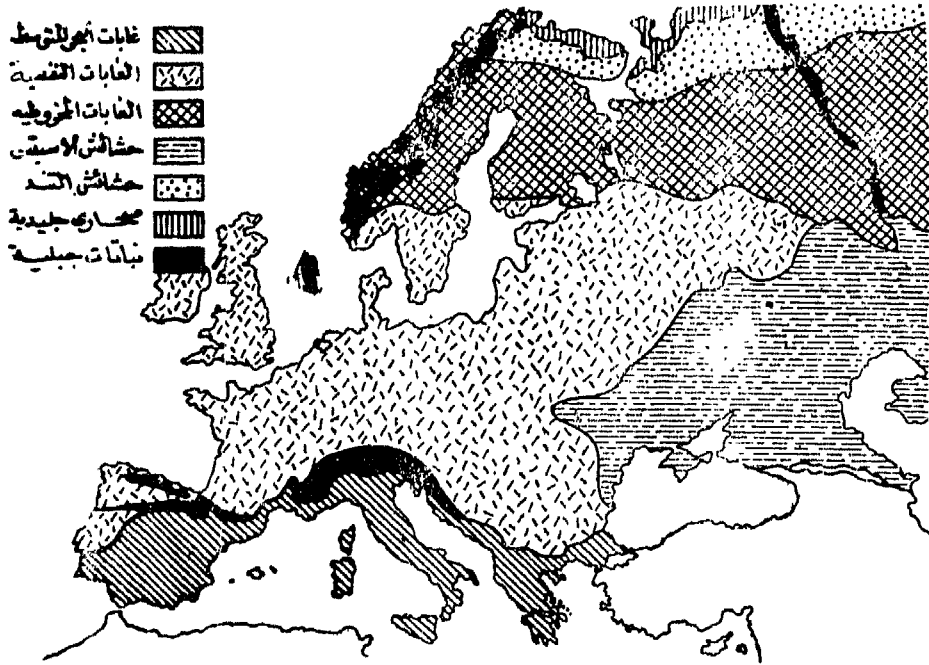 غابات البحر المتوسط
الغابات النفضية
الغابات المخروطية
حشائش الاستبس
حشائش التندرا
صحارى جليدية
نباتات جبلية